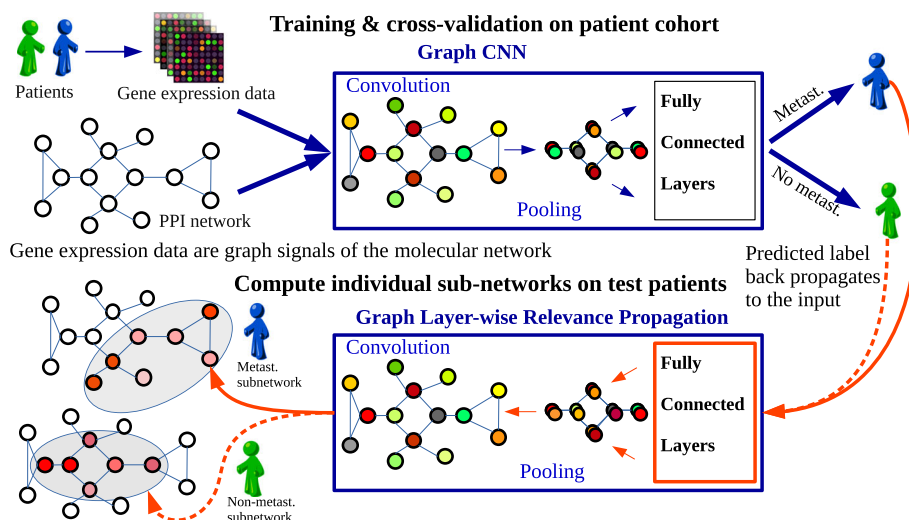 Training & cross-validation on patient cohort
Graph CNN
Patients
Gene expression data
PPI network
Convolution
Pooling
Fully
Connected
Layers
Metast.
No metast.
Gene expression data are graph signals of the molecular network
Predicted label
back propagates
to the input
Compute individual sub-networks on test patients
Graph Layer-wise Relevance Propagation
Metast.
subnetwork
Convolution
Pooling
Fully
Connected
Layers
Non-metast.
subnetwork